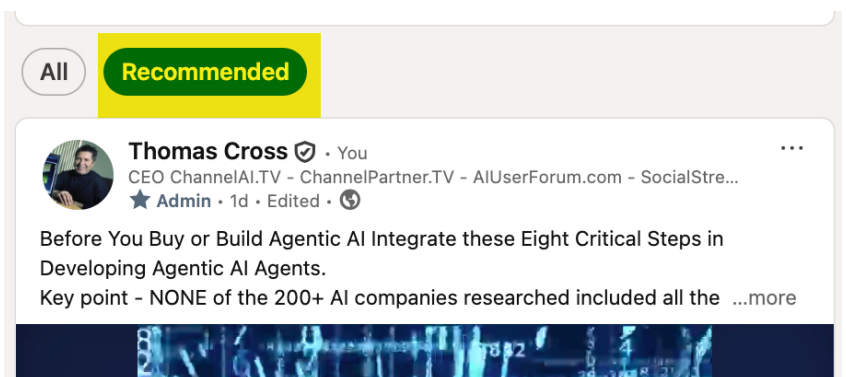 All
Recommended
Thomas Cross · You
CEO ChannelAI.TV - ChannelPartner.TV - AIUserForum.com - SocialStre...
Admin · 1d · Edited ·
Before You Buy or Build Agentic AI Integrate these Eight Critical Steps in
Developing Agentic AI Agents.
Key point - NONE of the 200+ AI companies researched included all the ...more